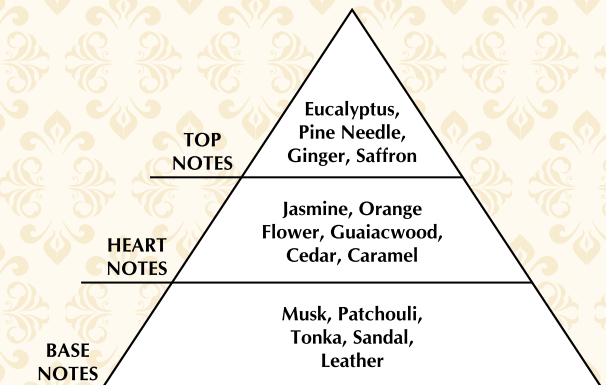 Eucalyptus,
Pine Needle,
Ginger, Saffron
TOP
NOTES
Jasmine, Orange
Flower, Guaiacwood,
Cedar, Caramel
HEART
NOTES
Musk, Patchouli,
Tonka, Sandal,
Leather
BASE
NOTES